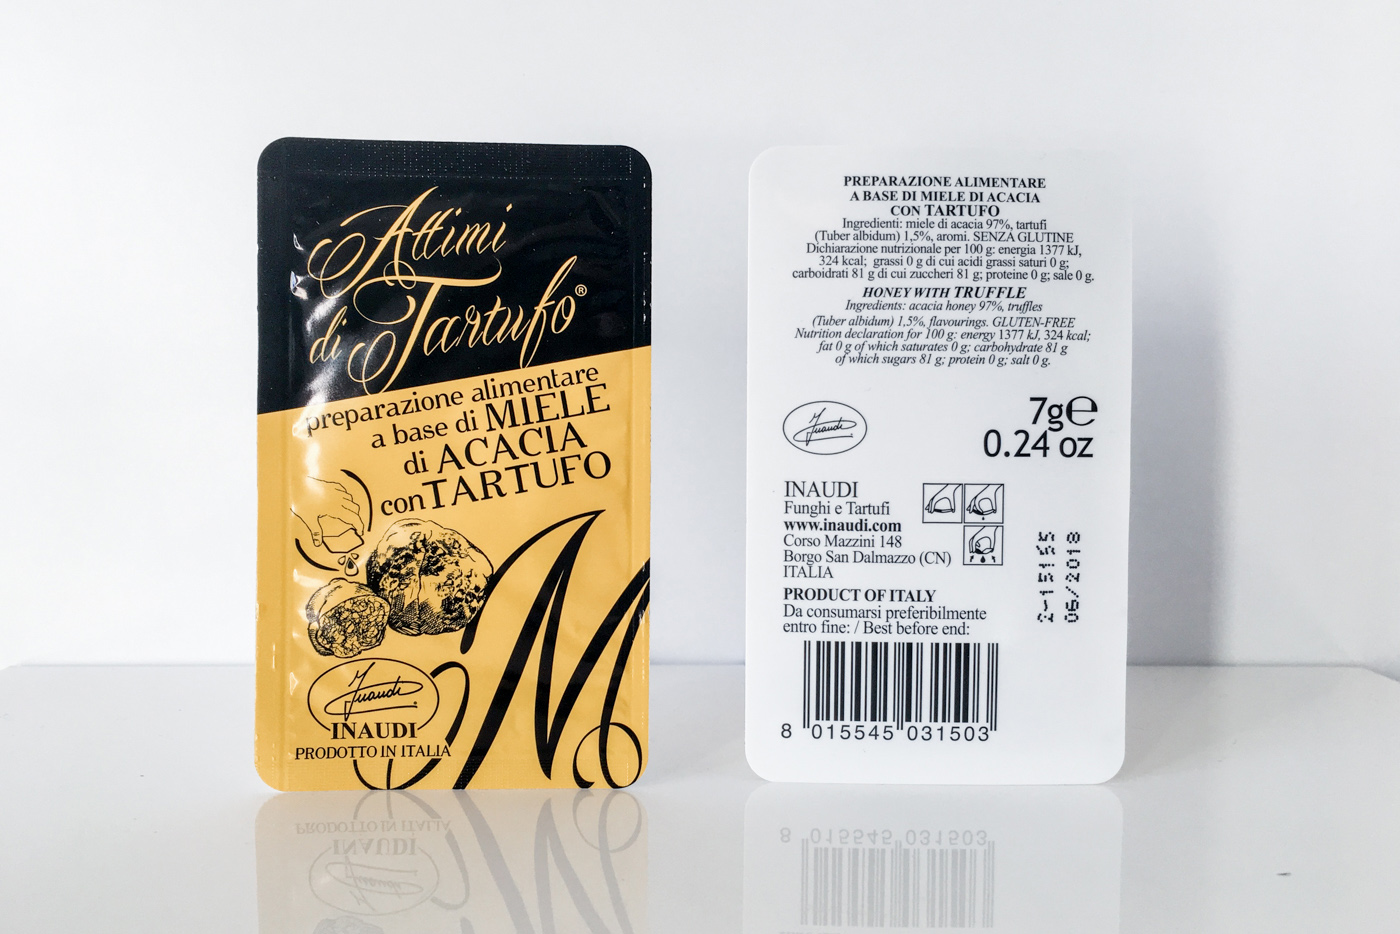 Attimi
di Tartufo®
preparazione alimentare
a base di MIELE
di ACACIA
con TARTUFO
Inaudi
INAUDI
PRODOTTO IN ITALIA
M
PREPARAZIONE ALIMENTARE
A BASE DI MIELE DI ACACIA
CON TARTUFO
Ingredienti: miele di acacia 97%, tartufi
(Tuber albidum) 1,5%, aromi. SENZA GLUTINE
Dichiarazione nutrizionale per 100 g: energia 1377 kJ,
324 kcal; grassi 0 g di cui acidi grassi saturi 0 g;
carboidrati 81 g di cui zuccheri 81 g; proteine 0 g; sale 0 g.
HONEY WITH TRUFFLE
Ingredients: acacia honey 97%, truffles
(Tuber albidum) 1,5%, flavourings. GLUTEN-FREE
Nutrition declaration for 100 g: energy 1377 kJ, 324 kcal;
fat 0 g of which saturates 0 g; carbohydrate 81 g
of which sugars 81 g; protein 0 g; salt 0 g.
Inaudi
7g℮
0.24 oz
INAUDI
Funghi e Tartufi
www.inaudi.com
Corso Mazzini 148
Borgo San Dalmazzo (CN)
ITALIA
PRODUCT OF ITALY
Da consumarsi preferibilmente
entro fine: / Best before end:
2-15155
06/2018
8 015545 031503